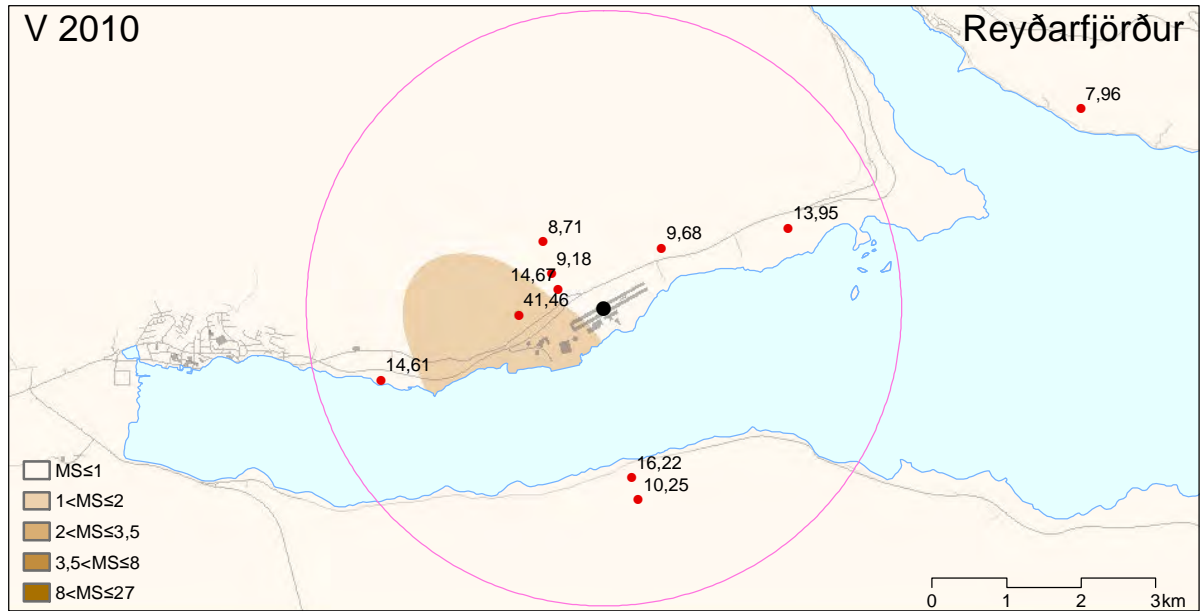 V 2010
Reyðarfjörður
7,96
13,95
8,71
9,68
9,18
14,67
41,46
14,61
16,22
10,25
MS≤1
1<MS≤2
2<MS≤3,5
3,5<MS≤8
8<MS≤27
0 1 2 3 km